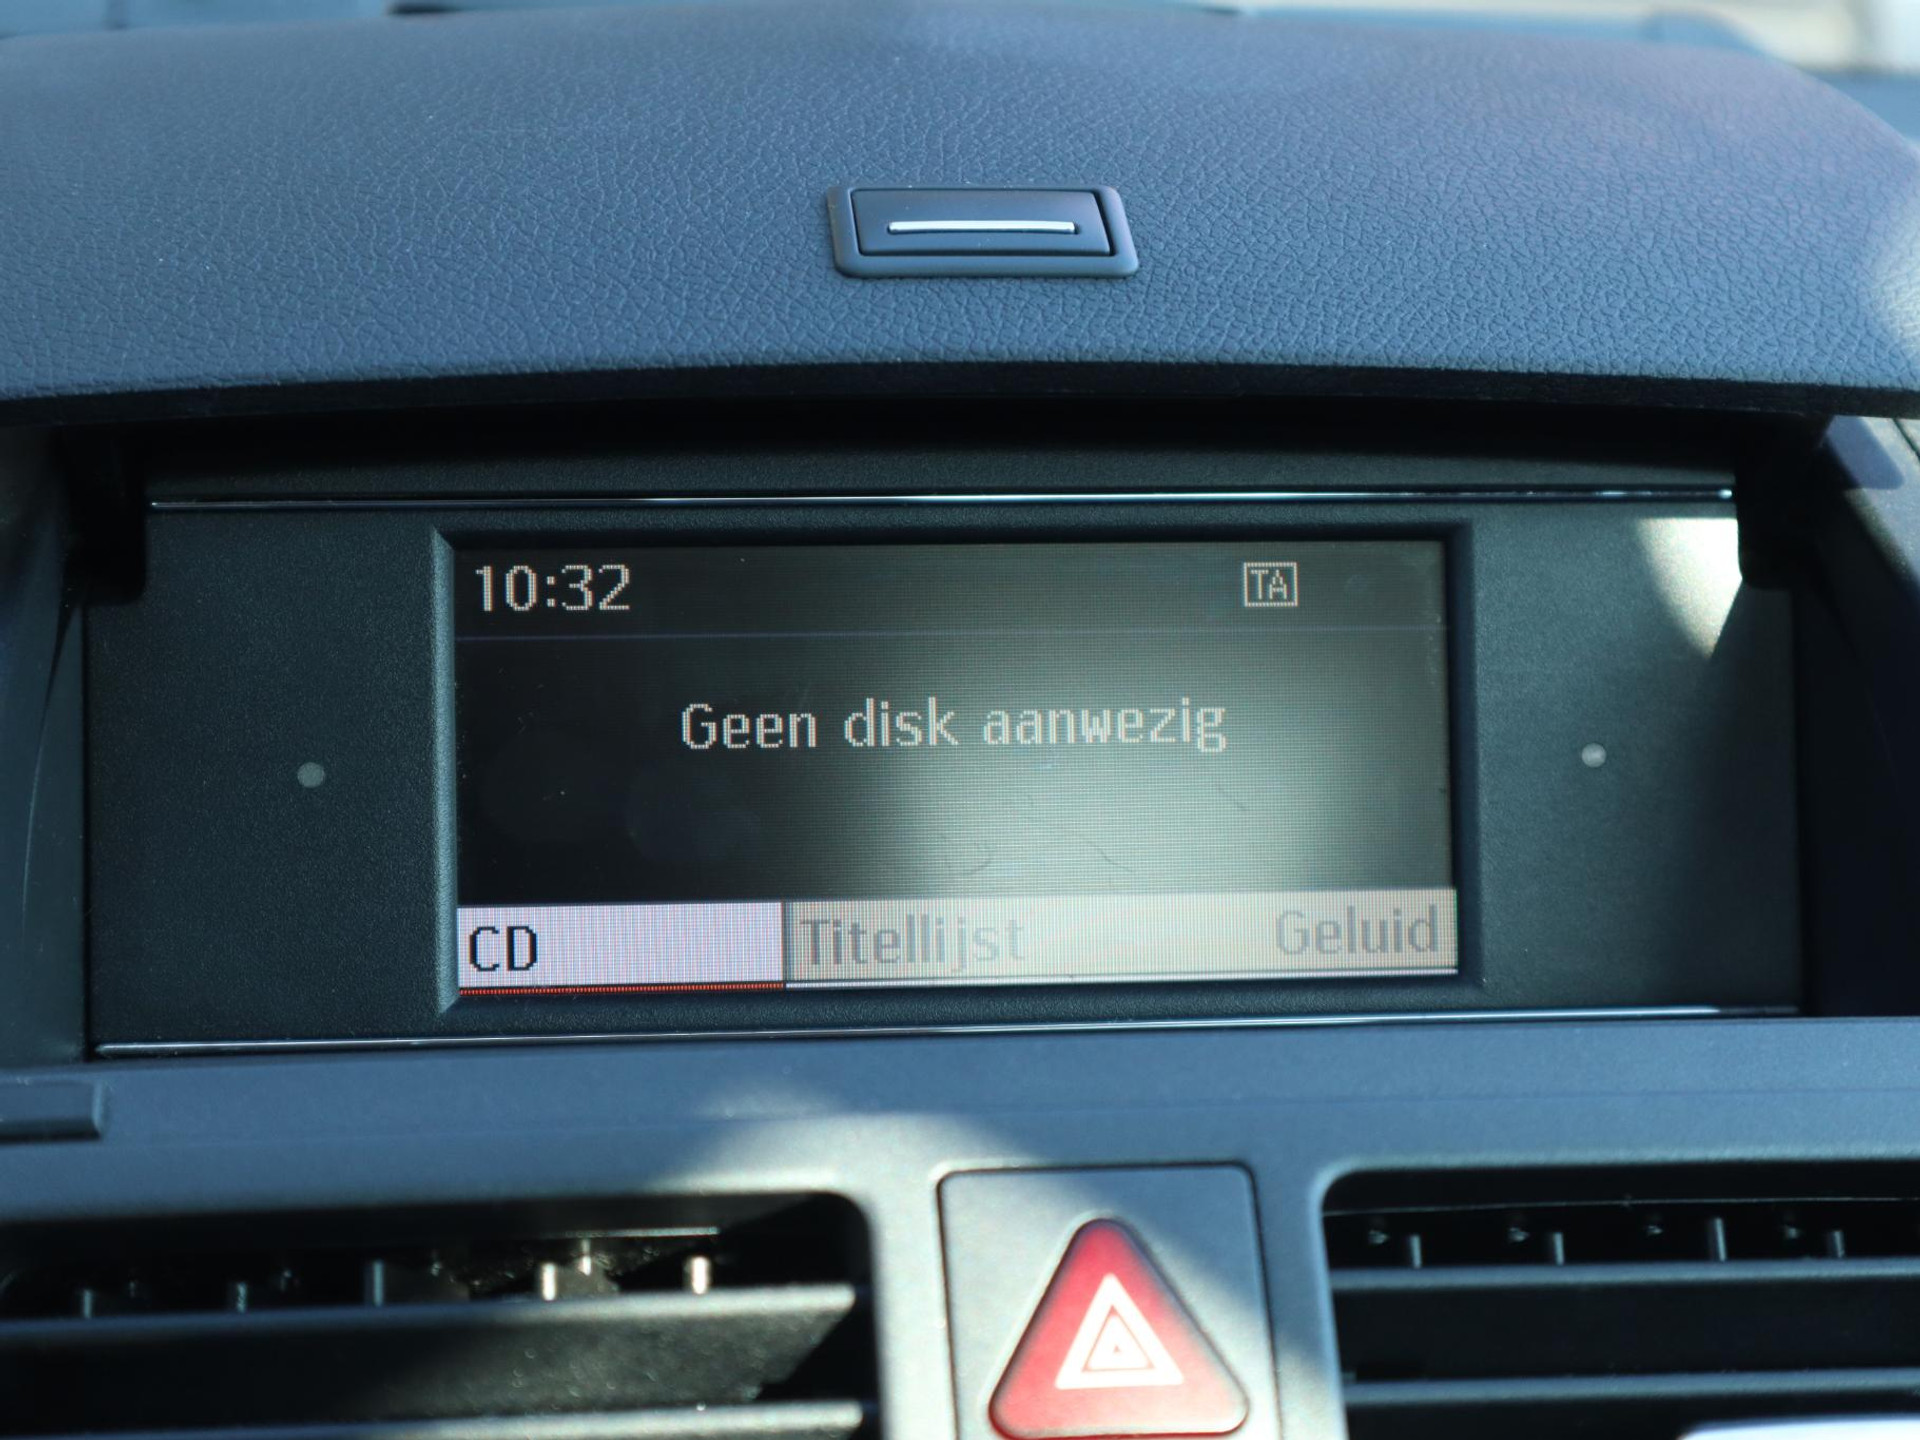 10:32 TA
Geen disk aanwezig
CD Titellijst Geluid